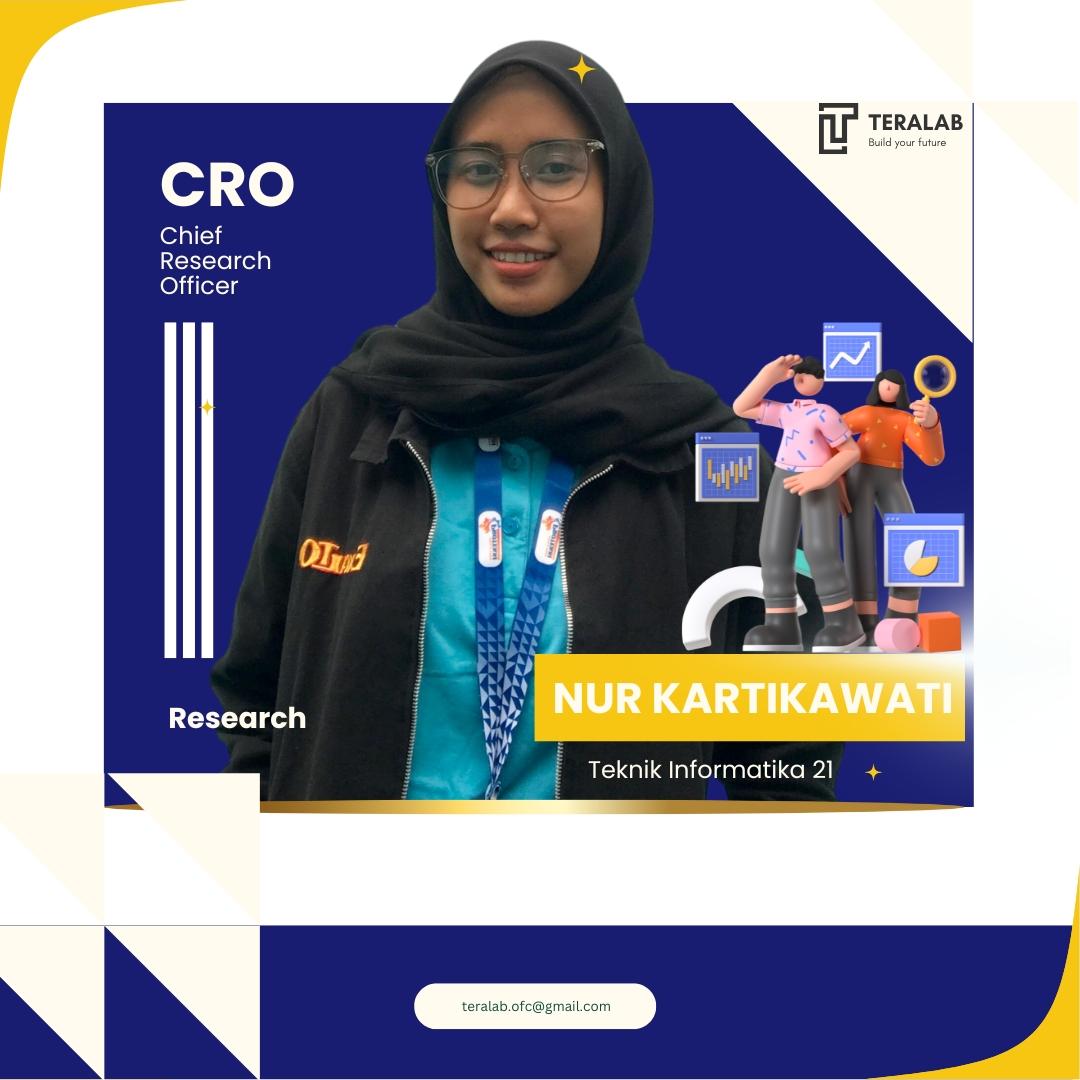 TERALAB
Build your future
CRO
Chief
Research
Officer
Research
NUR KARTIKAWATI
Teknik Informatika 21
teralab.ofc@gmail.com